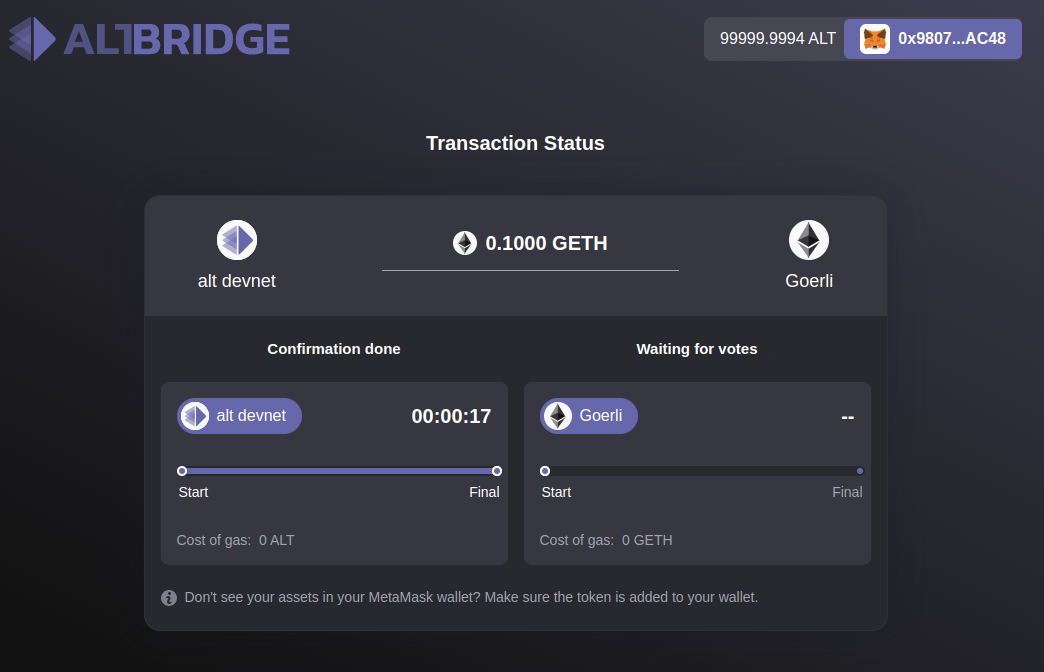 ALTBRIDGE
99999.9994 ALT
0x9807...AC48
Transaction Status
0.1000 GETH
alt devnet
Goerli
Confirmation done
Waiting for votes
alt devnet
00:00:17
Goerli
--
Start
Final
Start
Final
Cost of gas: 0 ALT
Cost of gas: 0 GETH
Don't see your assets in your MetaMask wallet? Make sure the token is added to your wallet.